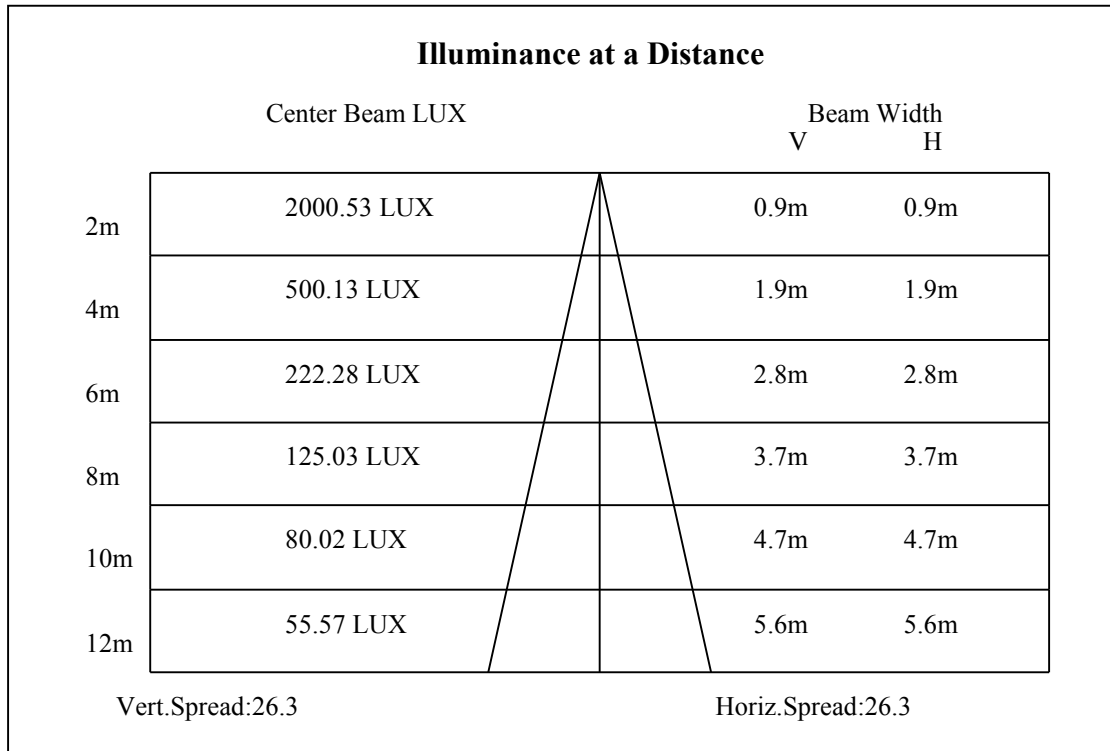 Illuminance at a Distance
Center Beam LUX Beam Width
V H
2m 2000.53 LUX 0.9m 0.9m
4m 500.13 LUX 1.9m 1.9m
6m 222.28 LUX 2.8m 2.8m
8m 125.03 LUX 3.7m 3.7m
10m 80.02 LUX 4.7m 4.7m
12m 55.57 LUX 5.6m 5.6m
Vert.Spread:26.3 Horiz.Spread:26.3